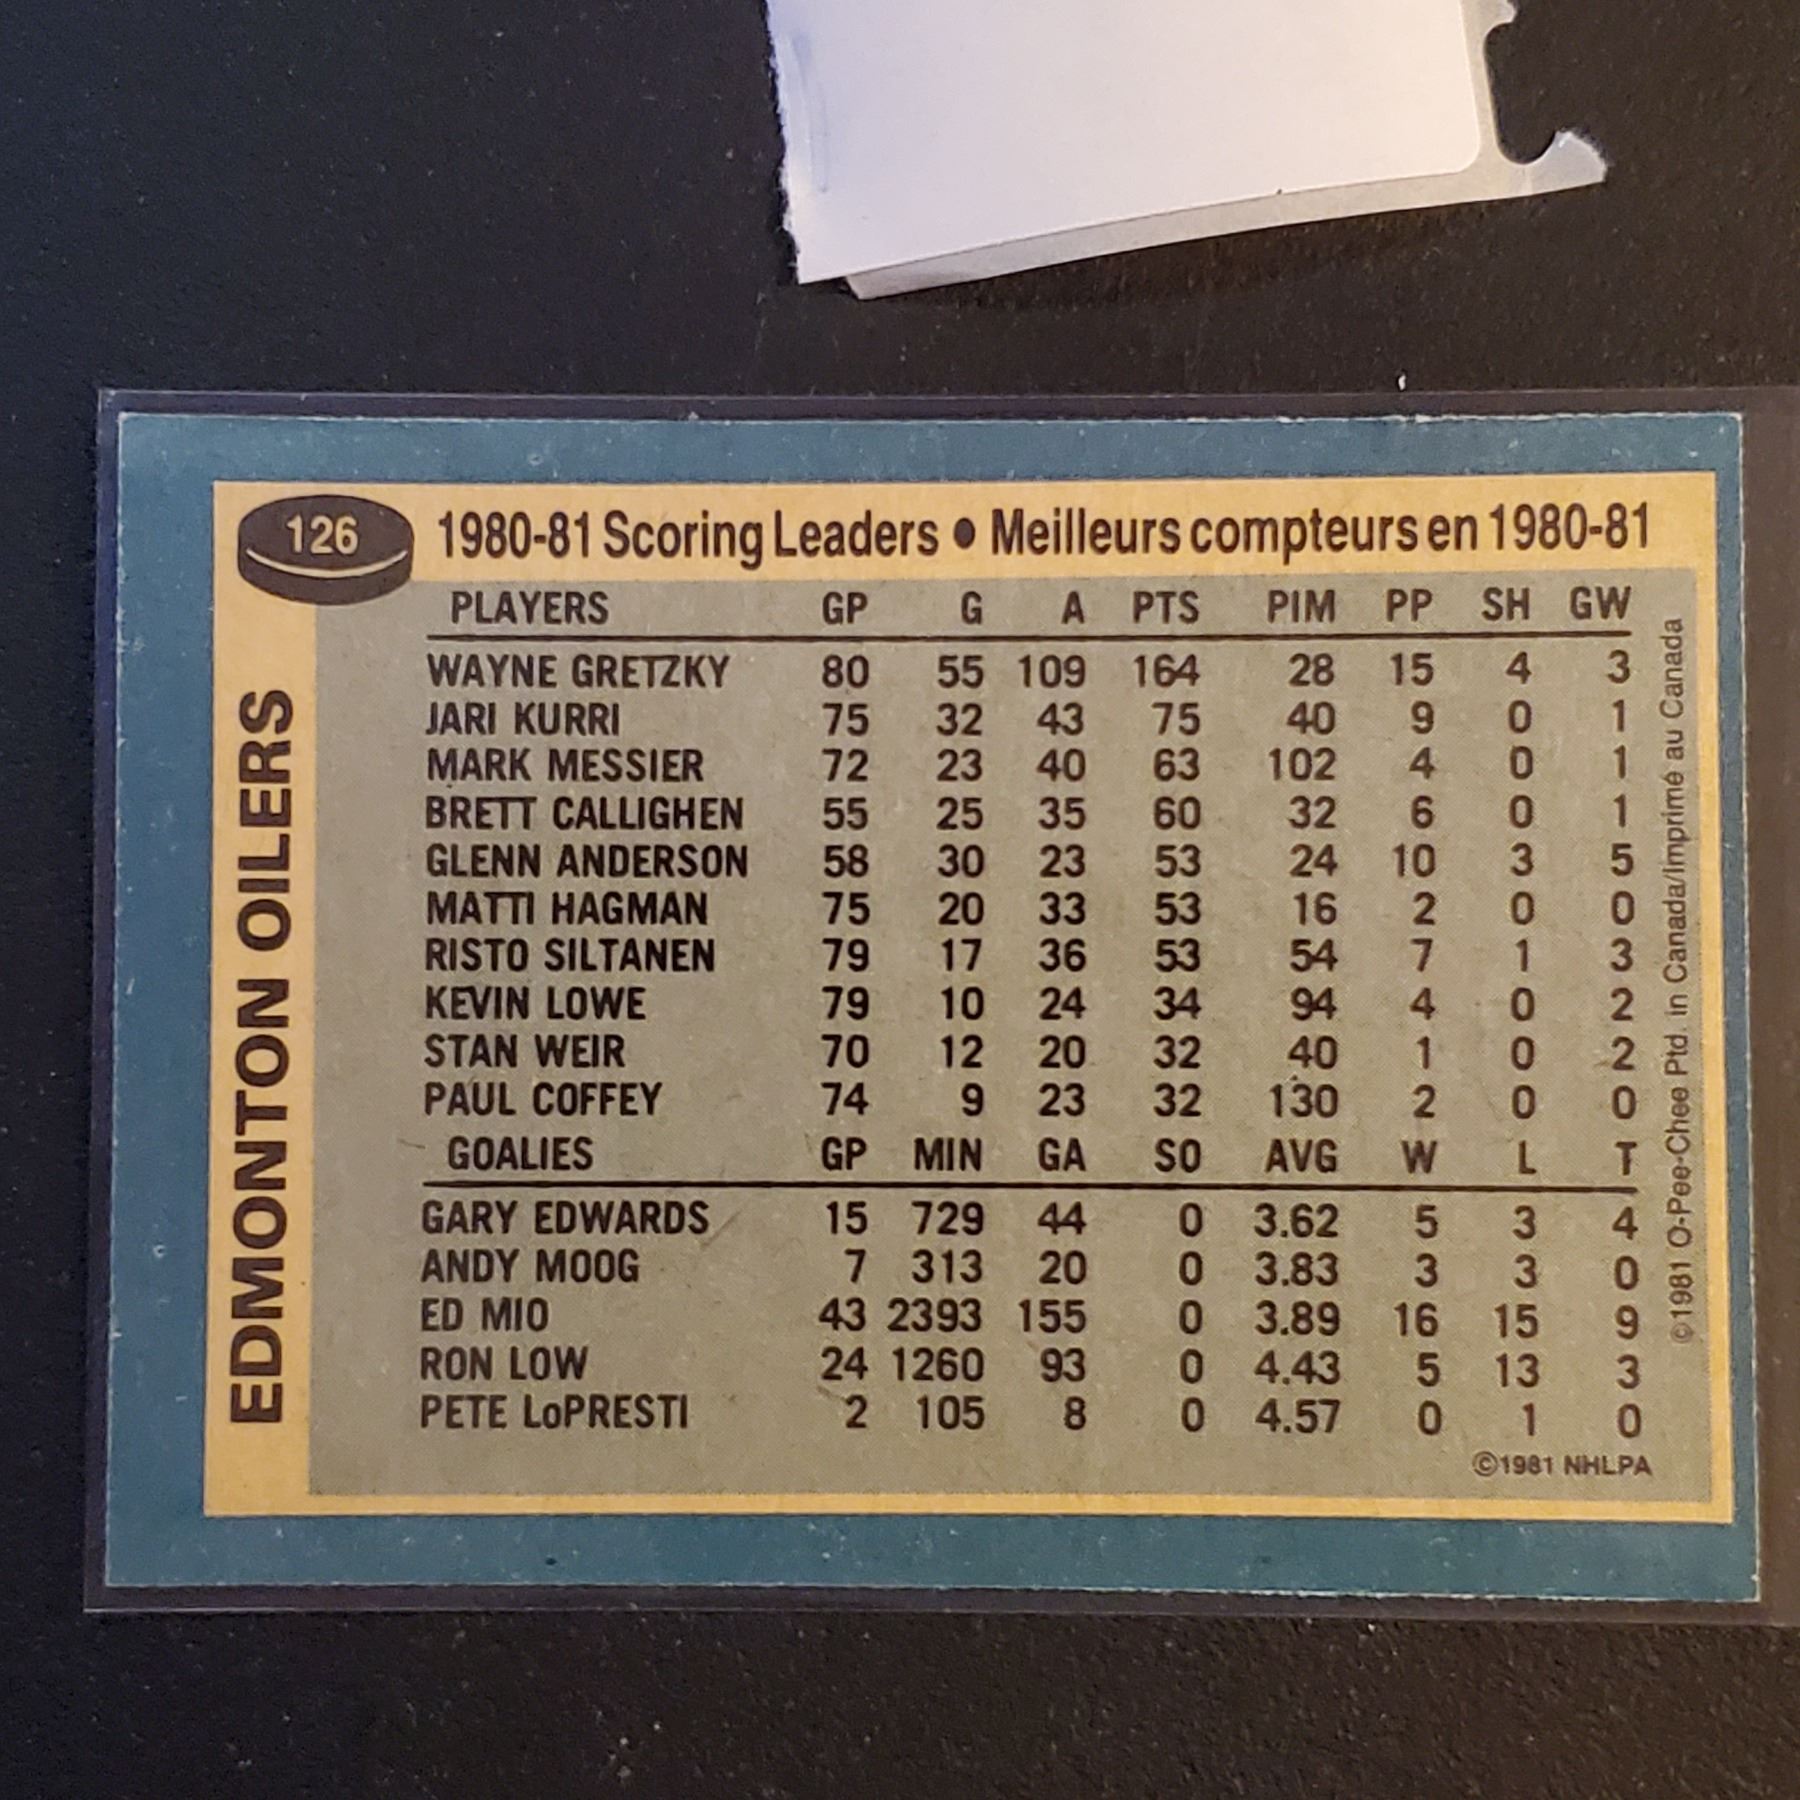 126
1980-81 Scoring Leaders • Meilleurs compteurs en 1980-81
EDMONTON OILERS
PLAYERS GP G A PTS PIM PP SH GW
WAYNE GRETZKY 80 55 109 164 28 15 4 3
JARI KURRI 75 32 43 75 40 9 0 1
MARK MESSIER 72 23 40 63 102 4 0 1
BRETT CALLIGHEN 55 25 35 60 32 6 0 1
GLENN ANDERSON 58 30 23 53 24 10 3 5
MATTI HAGMAN 75 20 33 53 16 2 0 0
RISTO SILTANEN 79 17 36 53 54 7 1 3
KEVIN LOWE 79 10 24 34 94 4 0 2
STAN WEIR 70 12 20 32 40 1 0 2
PAUL COFFEY 74 9 23 32 130 2 0 0
GOALIES GP MIN GA SO AVG W L T
GARY EDWARDS 15 729 44 0 3.62 5 3 4
ANDY MOOG 7 313 20 0 3.83 3 3 0
ED MIO 43 2393 155 0 3.89 16 15 9
RON LOW 24 1260 93 0 4.43 5 13 3
PETE LoPRESTI 2 105 8 0 4.57 0 1 0
©1981 NHLPA
©1981 O-Pee-Chee Ptd. in Canada/Imprimé au Canada